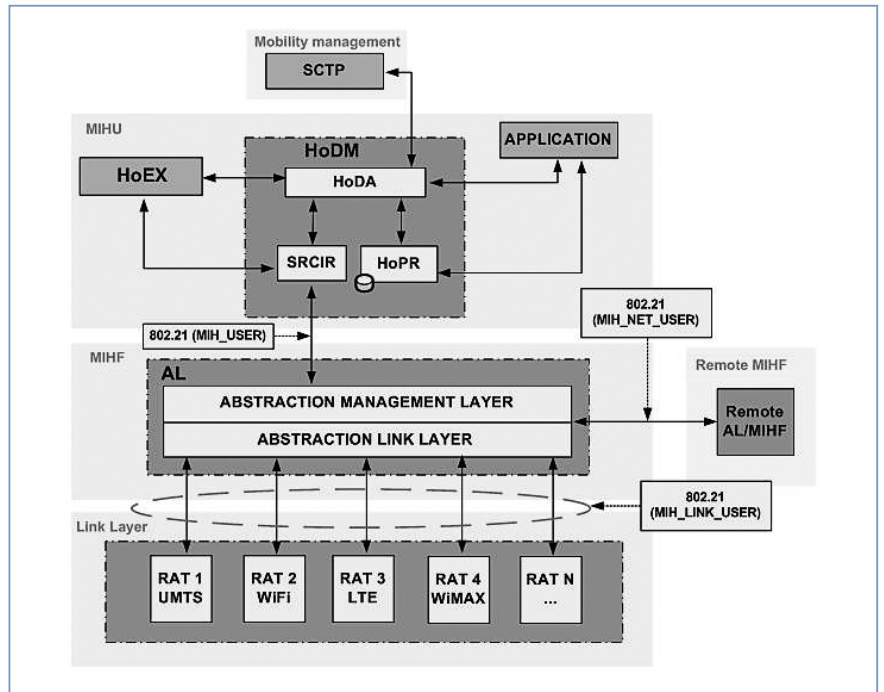 Mobility management
SCTP
MIHU
HoDM
APPLICATION
HoEX
HoDA
SRCIR
HoPR
802.21
(MIH_NET_USER)
802.21 (MIH_USER)
MIHF
AL
Remote MIHF
ABSTRACTION MANAGEMENT LAYER
ABSTRACTION LINK LAYER
Remote
AL/MIHF
802.21
(MIH_LINK_USER)
Link Layer
RAT 1
UMTS
RAT 2
WiFi
RAT 3
LTE
RAT 4
WiMAX
RAT N
...